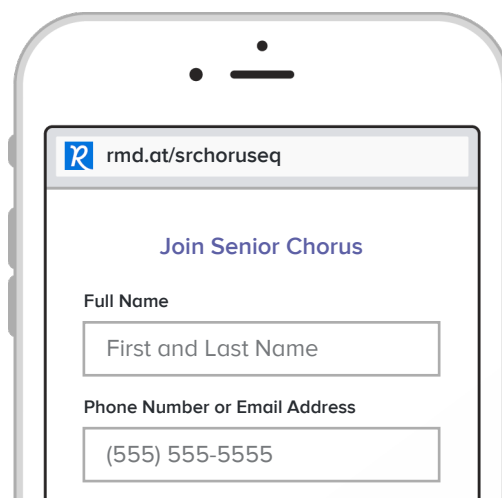 rmd.at/srchoruseq
Join Senior Chorus
Full Name
First and Last Name
Phone Number or Email Address
(555) 555-5555